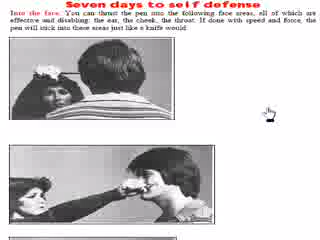 Seven days to self defense
Into the face. You can thrust the pen into the following face areas, all of which are
effective and disabling: the ear, the cheek, the throat. If done with speed and force, the
pen will stick into these areas just like a knife would